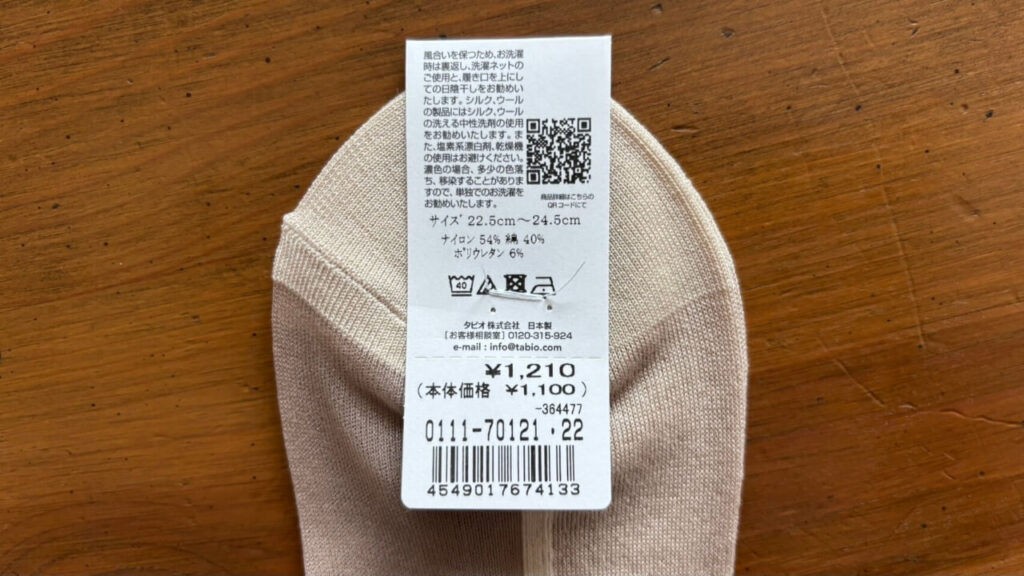 風合いを保つため、お洗濯
時は裏返し、洗濯ネットの
ご使用と、履き口を上にし
ての日陰干しをお勧めい
たします。シルク、ウール
の製品にはシルク、ウール
の洗える中性洗剤の使用
をお勧めいたします。ま
た、塩素系漂白剤、乾燥機
の使用はお避けください。
濃色の場合、多少の色落
ち、移染することがありま
すので、単独でのお洗濯を
お勧めいたします。
商品詳細はこちらの
QRコードにて
サイズ 22.5cm〜24.5cm
ナイロン 54% 綿 40%
ポリウレタン 6%
40
タビオ株式会社 日本製
[お客様相談室] 0120-315-924
e-mail : info@tabio.com
¥1,210
(本体価格 ¥1,100)
-364477
0111-70121 ・22
4549017674133